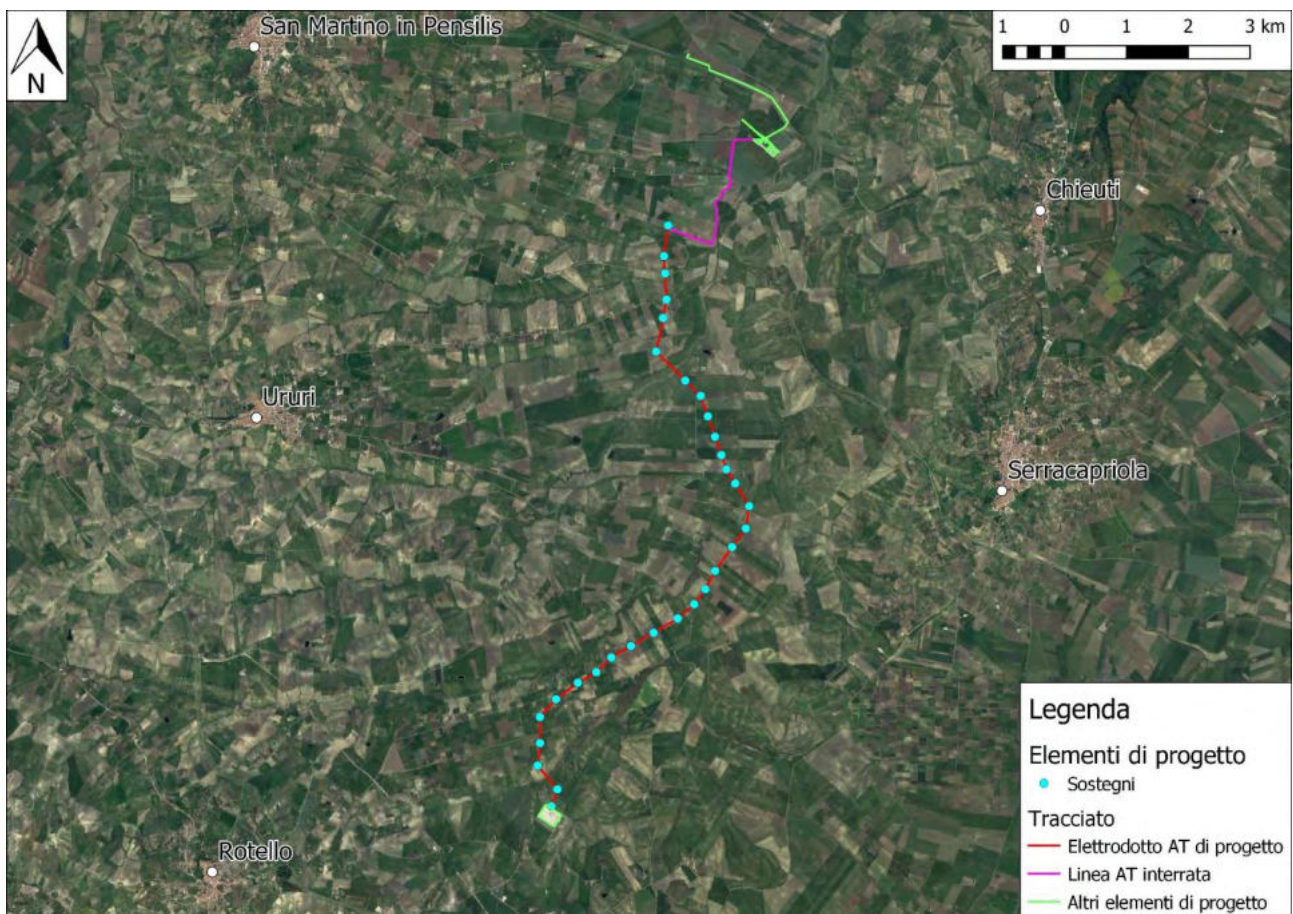 San Martino in Pensilis
1 0 1 2 3 km
N
Chieuti
Ururi
Serracapriola
Rotello
Legenda
Elementi di progetto
Sostegni
Tracciato
Elettrodotto AT di progetto
Linea AT interrata
Altri elementi di progetto